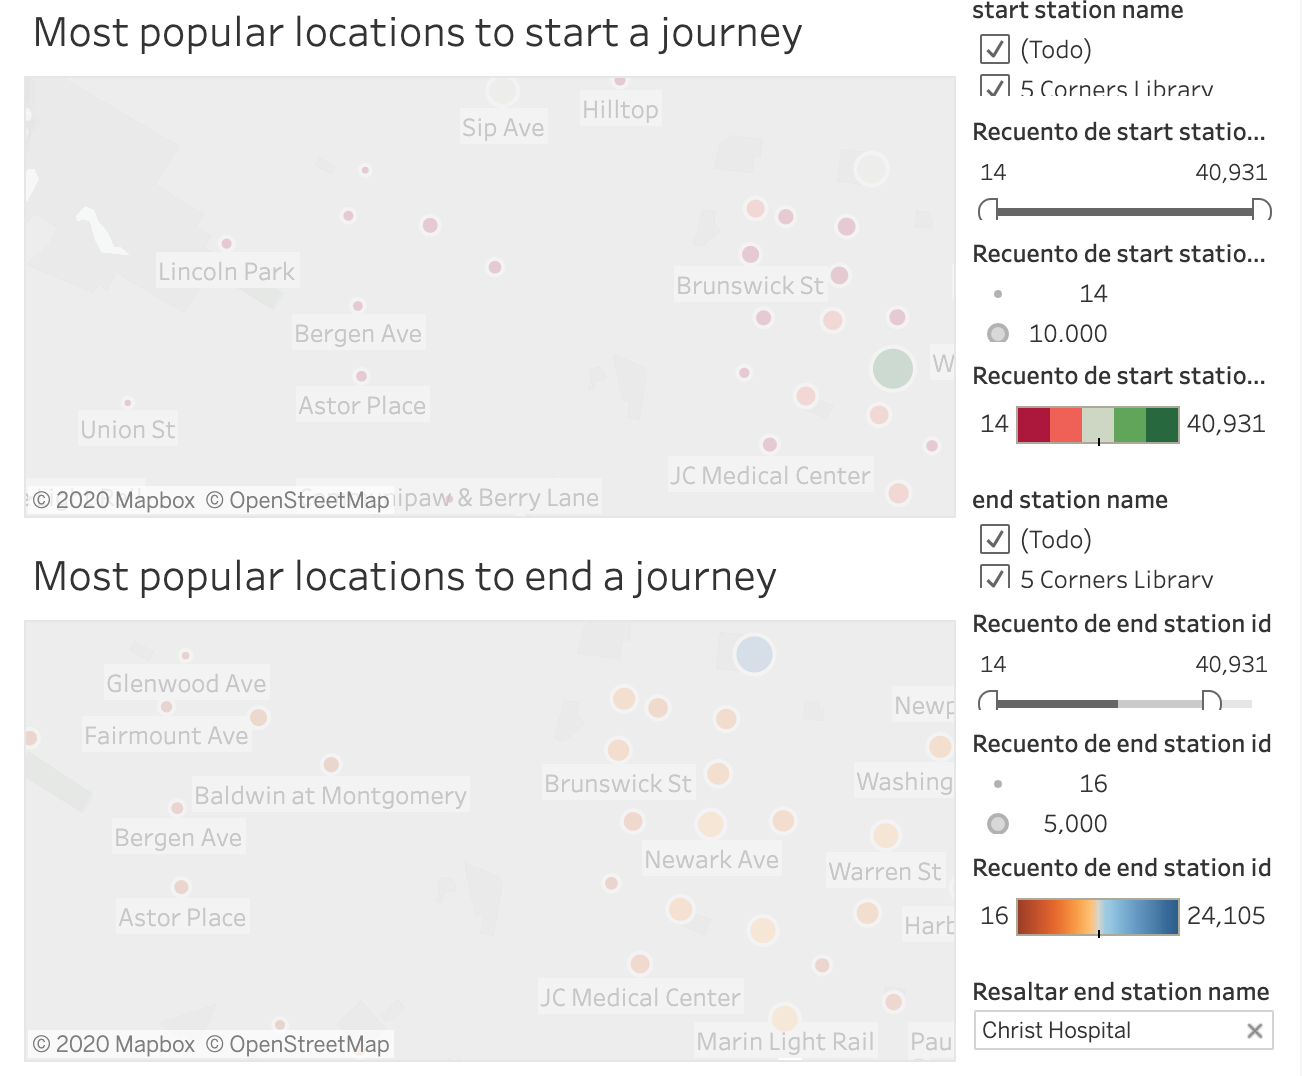 Most popular locations to start a journey
Sip Ave
Hilltop
Lincoln Park
Brunswick St
Bergen Ave
W
Astor Place
Union St
JC Medical Center
& Berry Lane
© 2020 Mapbox © OpenStreetMap
start station name
(Todo)
5 Corners Library
Recuento de start statio...
14 40,931
Recuento de start statio...
14
10.000
Recuento de start statio...
14 40,931
Most popular locations to end a journey
Glenwood Ave
Newp
Fairmount Ave
Brunswick St
Washing
Baldwin at Montgomery
Bergen Ave
Newark Ave
Warren St
Astor Place
Hark
JC Medical Center
Marin Light Rail
Pau
© 2020 Mapbox © OpenStreetMap
end station name
(Todo)
5 Corners Library
Recuento de end station id
14 40,931
Recuento de end station id
16
5,000
Recuento de end station id
16 24,105
Resaltar end station name
Christ Hospital